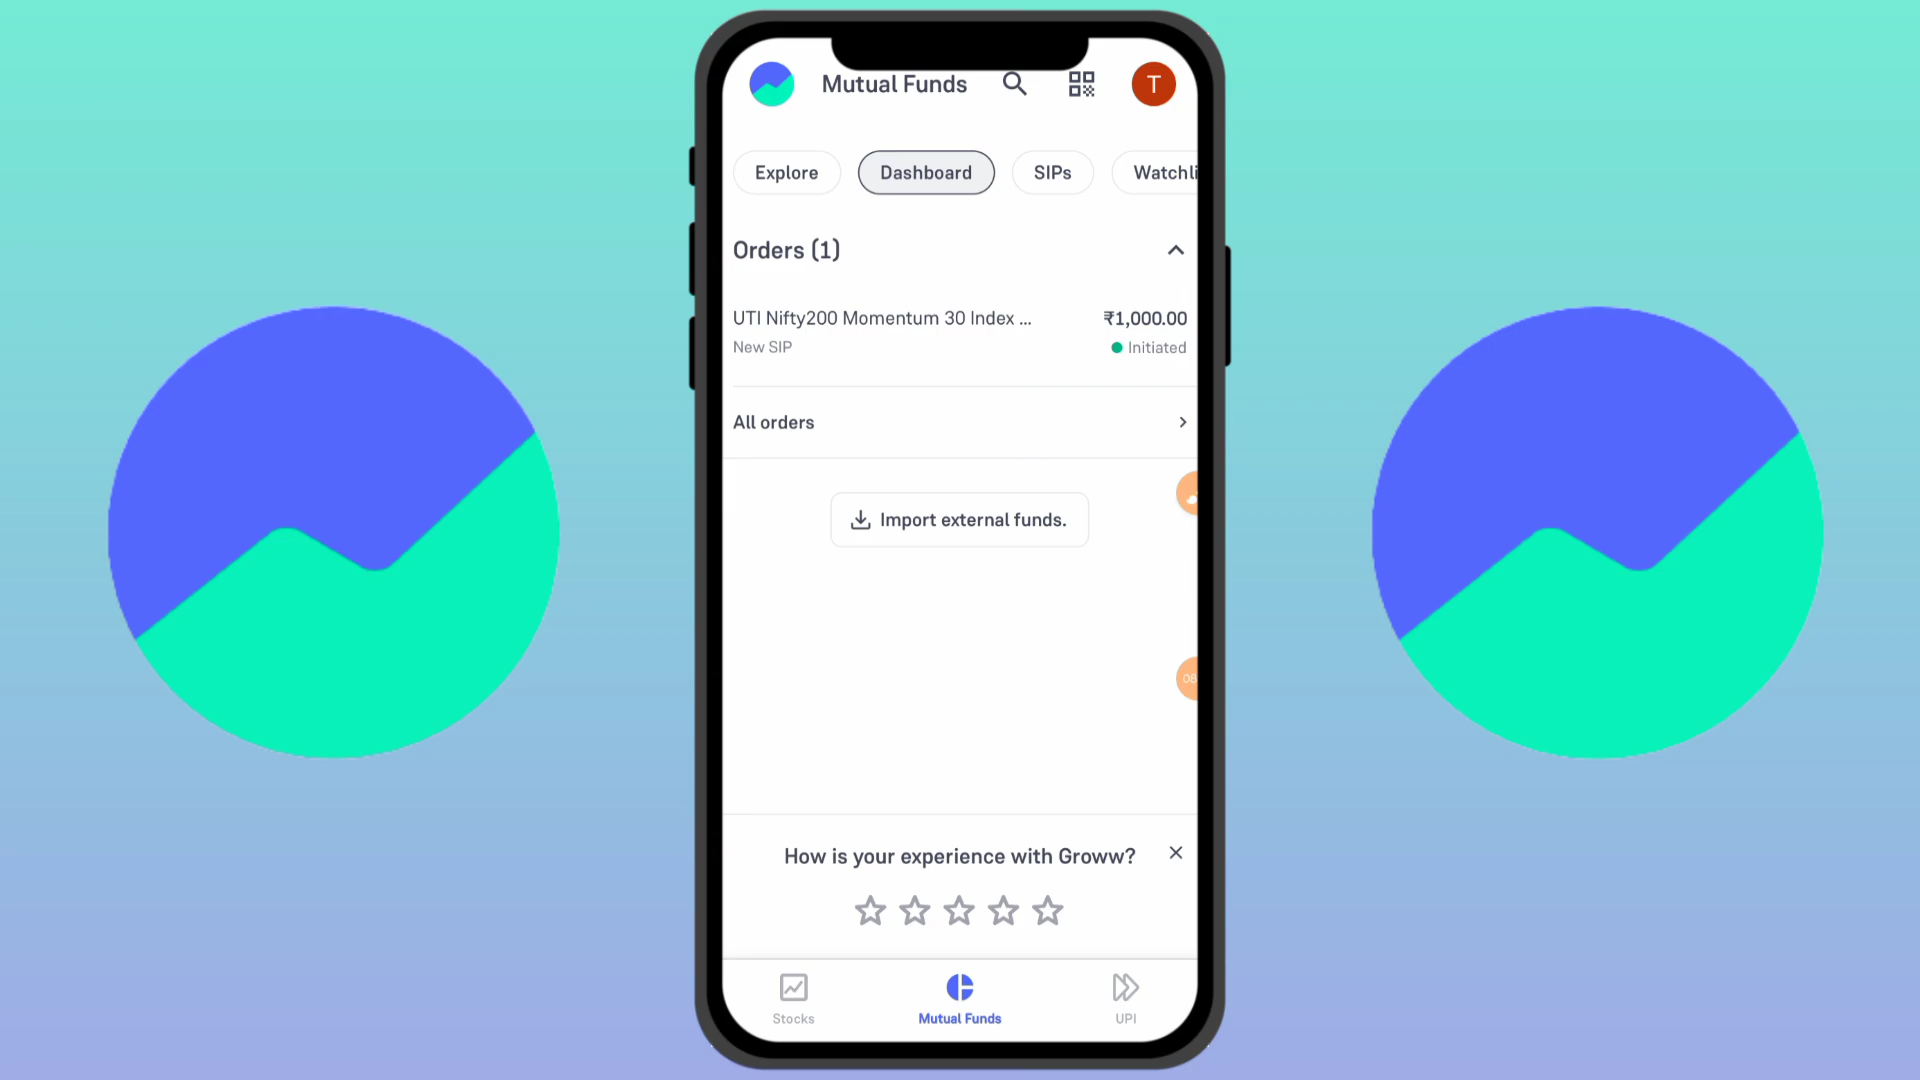 Mutual Funds
T
Explore
Dashboard
SIPs
Watchli
Orders (1)
UTI Nifty200 Momentum 30 Index ...
₹1,000.00
New SIP
Initiated
All orders
Import external funds.
08
How is your experience with Groww?
Stocks
Mutual Funds
UPI